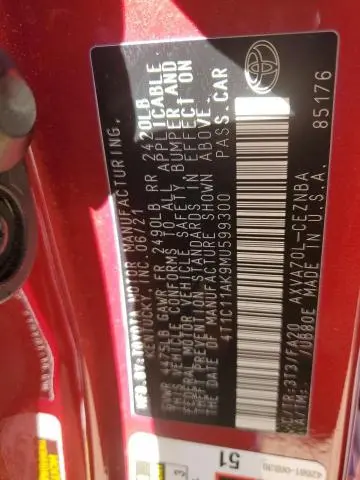 MFD.BY:TOYOTA MOTOR MANUFACTURING,
KENTUCKY, INC. 06/21
GVWR 4475LB GAWR FR 2490LB RR 2420LB
THIS VEHICLE CONFORMS TO ALL APPLICABLE
FEDERAL MOTOR VEHICLE SAFETY BUMPER AND
THEFT PREVENTION STANDARDS IN EFFECT ON
THE DATE OF MANUFACTURE SHOWN ABOVE.
4T1C11AK9MU599300 PASS.CAR
C/TR:3T3/FA20 AXVA70L-CEZNBA
A/TM: /U880E MADE IN U.S.A. 85176
51